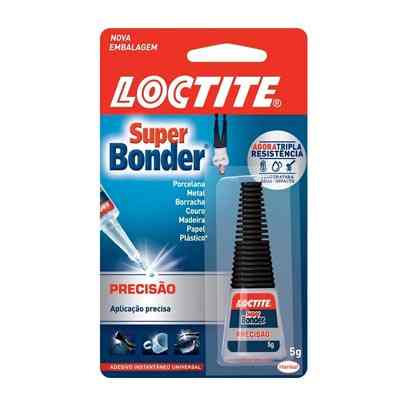 NOVA
EMBALAGEM
LOCTITE®
Super
Bonder®
AGORA TRIPLA
RESISTÊNCIA
Porcelana
Metal
Borracha
Couro
Madeira
Papel
Plástico*
PRECISÃO
Aplicação precisa
LOCTITE
Super
Bonder
PRECISÃO
5g
5g
ADESIVO INSTANTÂNEO UNIVERSAL
Henkel